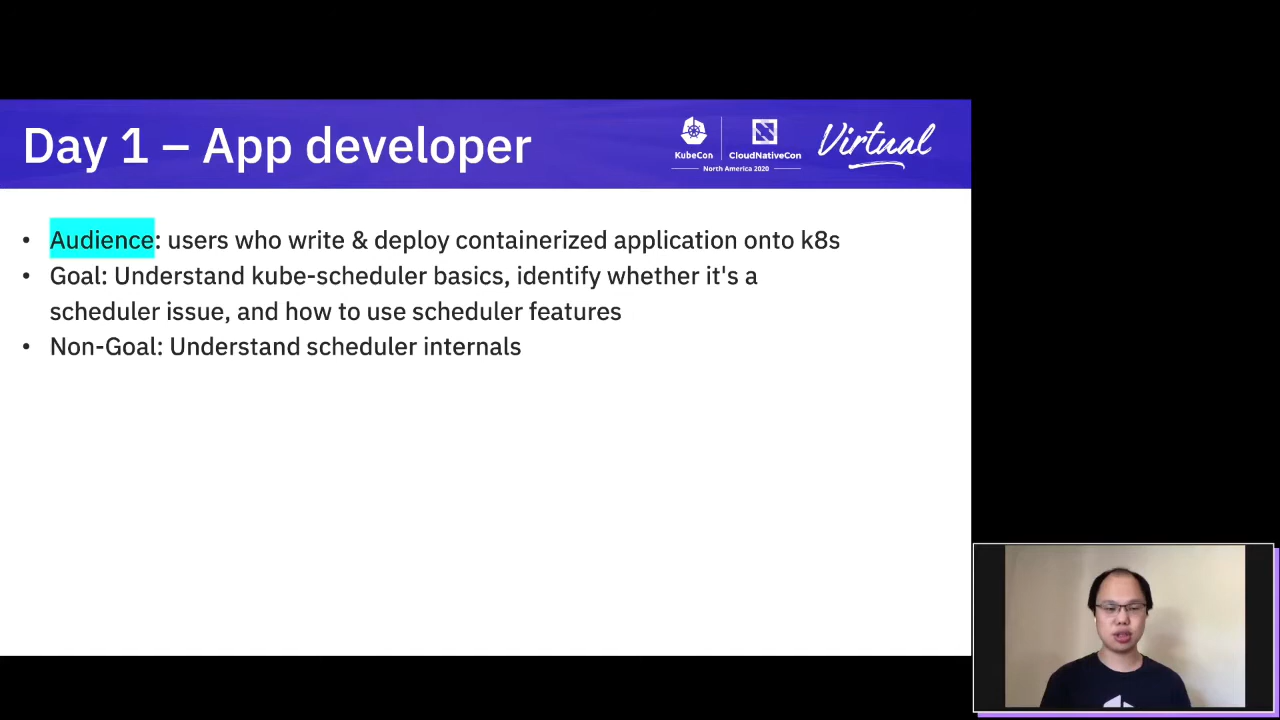 Day 1 – App developer
KubeCon
CloudNativeCon
North America 2020
Virtual
• Audience: users who write & deploy containerized application onto k8s
• Goal: Understand kube-scheduler basics, identify whether it's a
scheduler issue, and how to use scheduler features
• Non-Goal: Understand scheduler internals